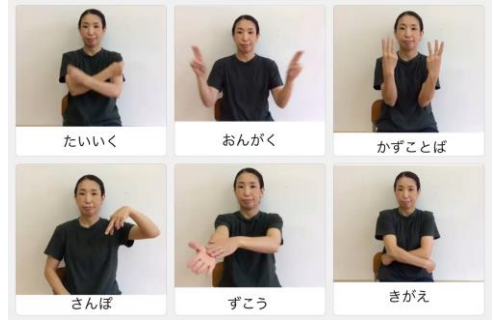 たいいく
おんがく
かずことば
さんぽ
ずこう
きがえ